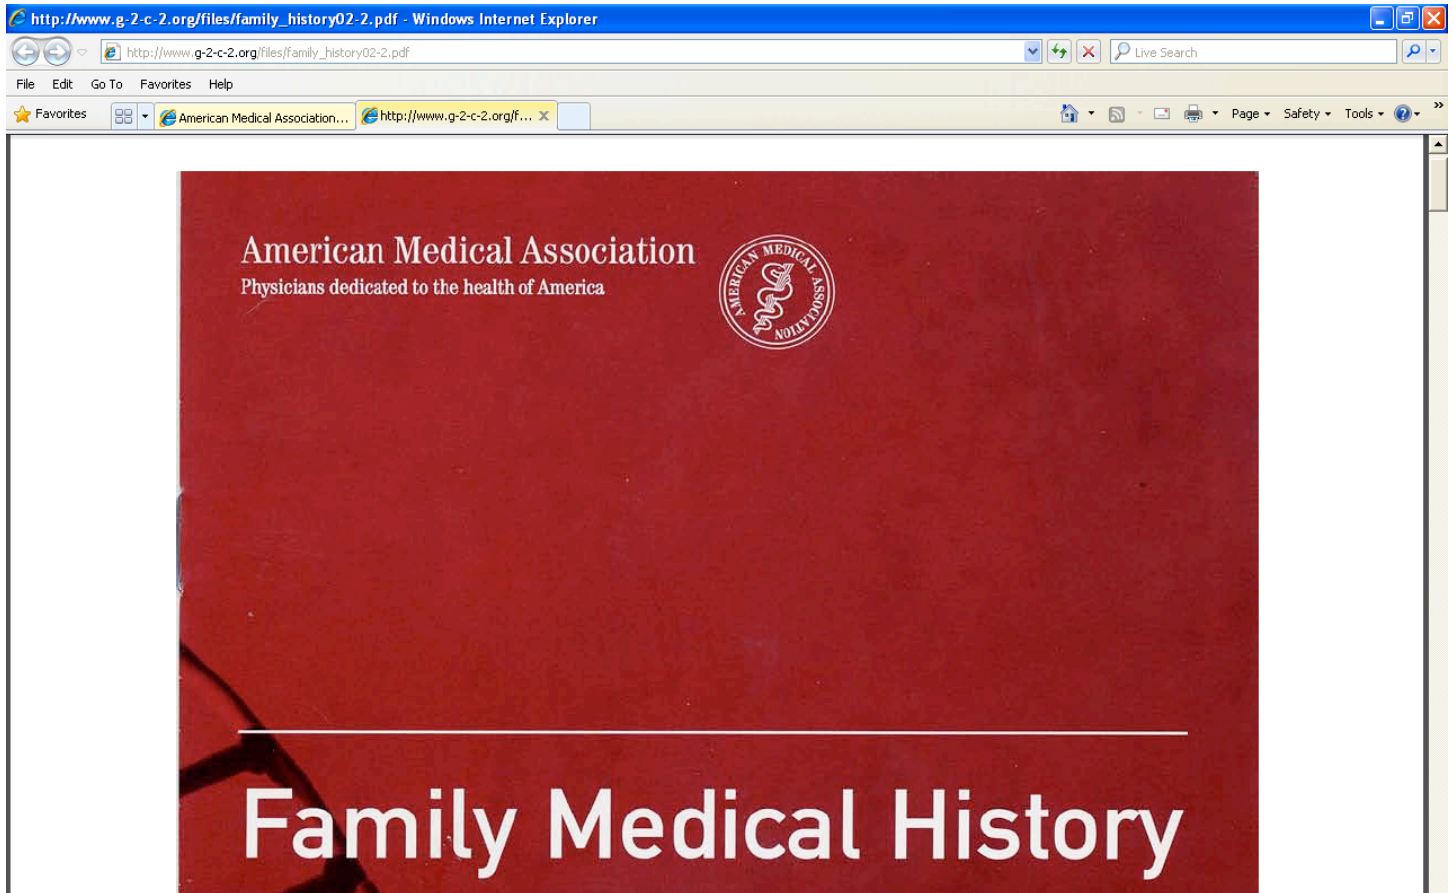 http://www.g-2-c-2.org/files/family_history02-2.pdf - Windows Internet Explorer
http://www.g-2-c-2.org/files/family_history02-2.pdf
Live Search
File Edit Go To Favorites Help
Favorites
American Medical Association...
http://www.g-2-c-2.org/f...
Page Safety Tools
American Medical Association
Physicians dedicated to the health of America
AMERICAN MEDICAL ASSOCIATION
Family Medical History